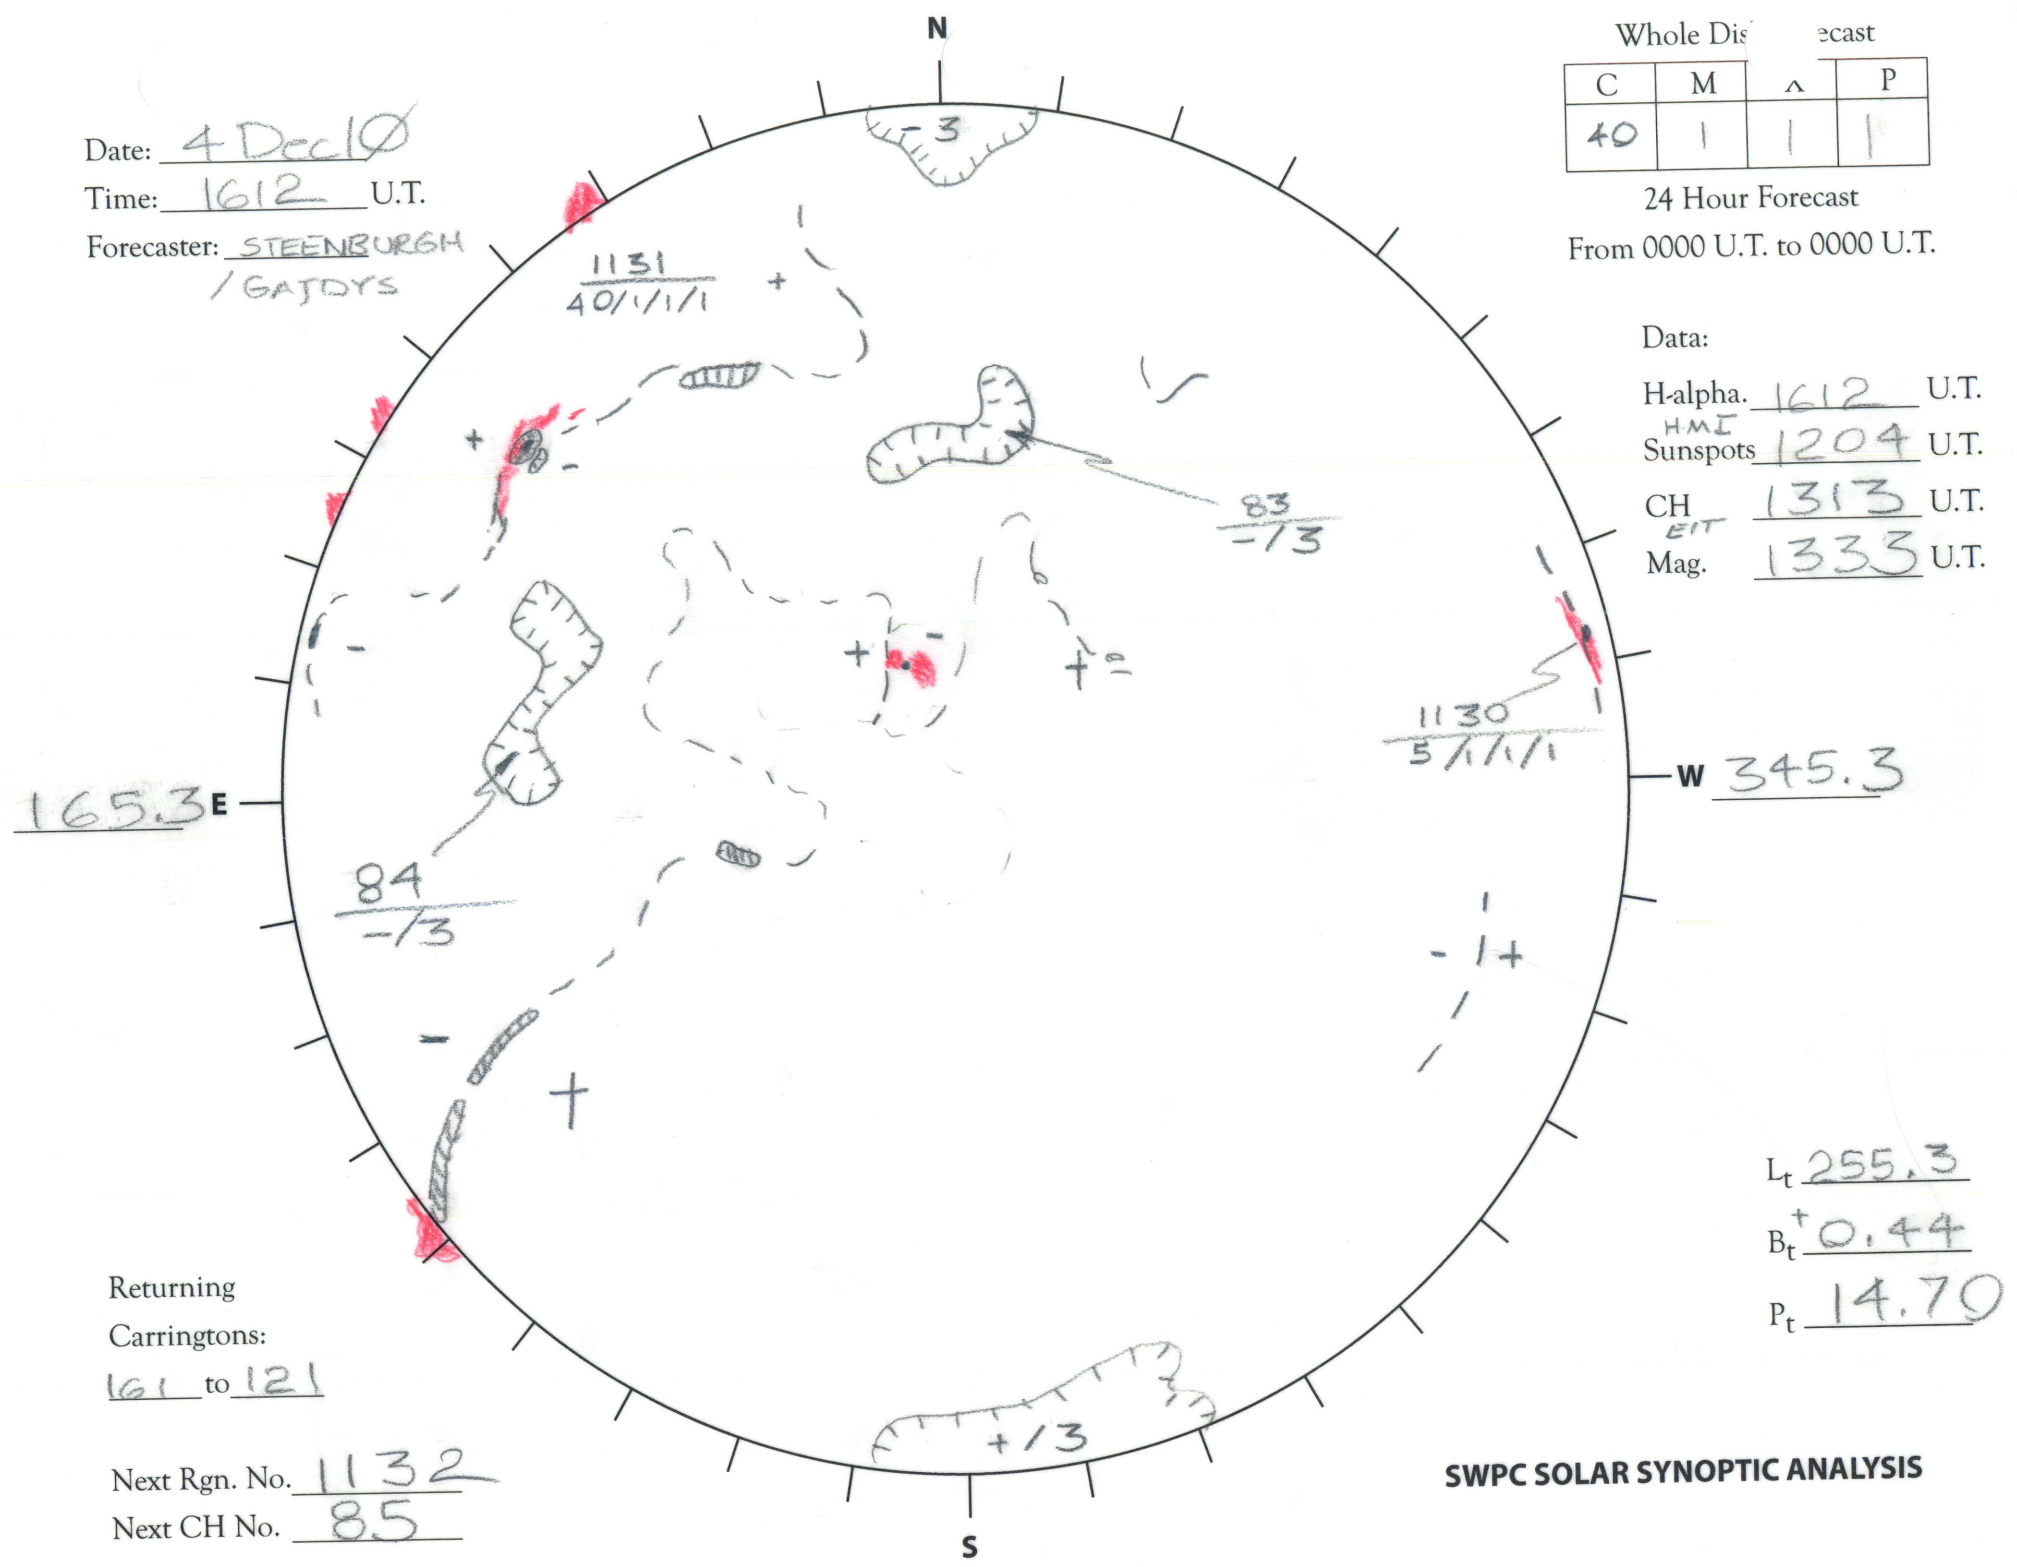 N
Date: 4 Dec 1Ø
Time: 1612 U.T.
Forecaster: STEENBURGH
/ GAJDYS
Whole Dis ecast
C M P
40 1 1 1
24 Hour Forecast
From 0000 U.T. to 0000 U.T.
Data:
H-alpha. 1612 U.T.
HMI
Sunspots 1204 U.T.
CH 1313 U.T.
EIT
Mag. 1333 U.T.
- 3
1131
40/1/1/1
+
+
-
83
-/3
-
+ -
+ =
1130
5/1/1/1
165.3 E
W 345.3
84
-/3
- +
-
+
Lt 255.3
Bt +0.44
Pt 14.70
Returning
Carringtons:
161 to 121
+/3
Next Rgn. No. 1132
Next CH No. 85
SWPC SOLAR SYNOPTIC ANALYSIS
S